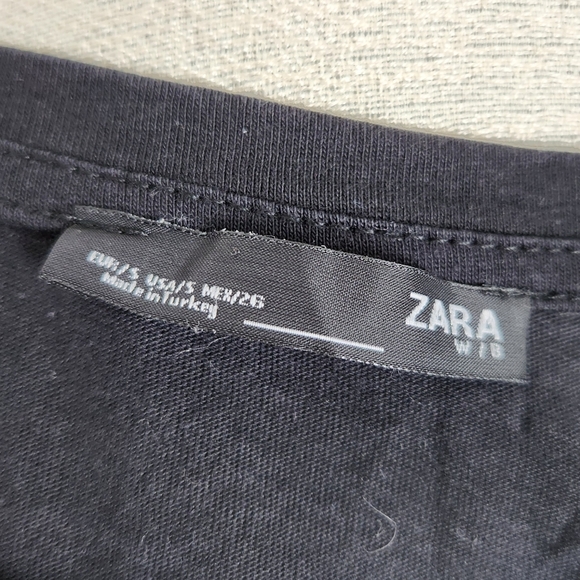 EUR/S USA/S MEX/26
Made in Turkey
ZARA
W / B